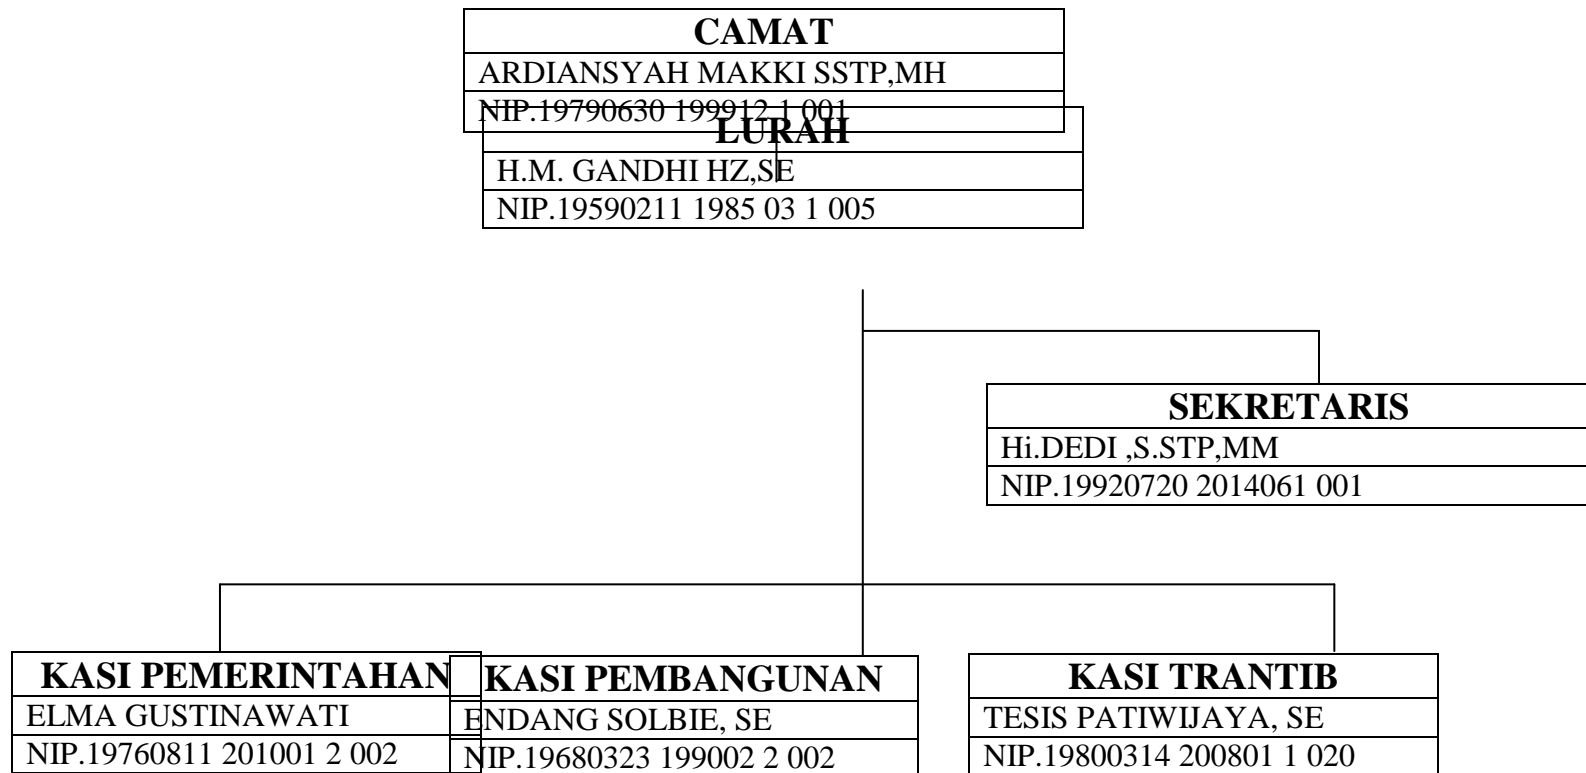 CAMAT
ARDIANSYAH MAKKI SSTP,MH
NIP.19790630 199912 1 001
LURAH
H.M. GANDHI HZ,SE
NIP.19590211 1985 03 1 005
SEKRETARIS
Hi.DEDI ,S.STP,MM
NIP.19920720 2014061 001
KASI PEMERINTAHAN
ELMA GUSTINAWATI
NIP.19760811 201001 2 002
KASI PEMBANGUNAN
ENDANG SOLBIE, SE
NIP.19680323 199002 2 002
KASI TRANTIB
TESIS PATIWIJAYA, SE
NIP.19800314 200801 1 020